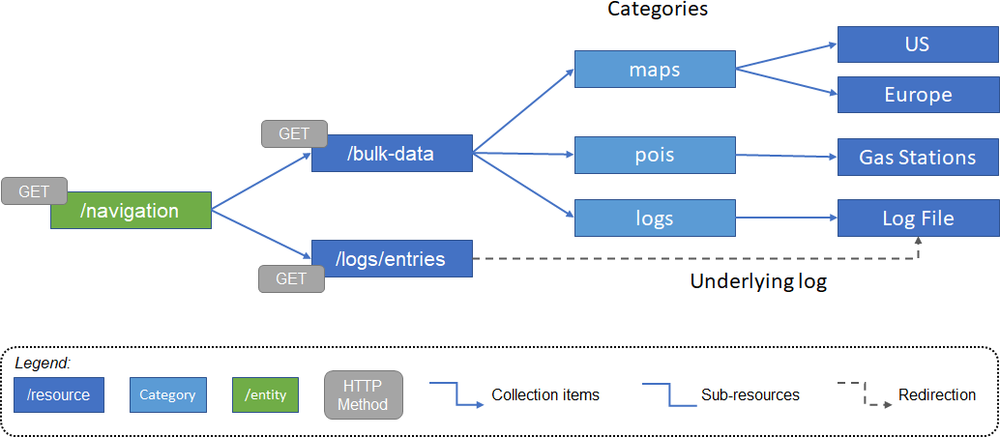 Categories
US
maps
Europe
GET
/bulk-data
pois
Gas Stations
GET
/navigation
logs
Log File
/logs/entries
GET
Underlying log
Legend:
/resource
Category
/entity
HTTP
Method
Collection items
Sub-resources
Redirection